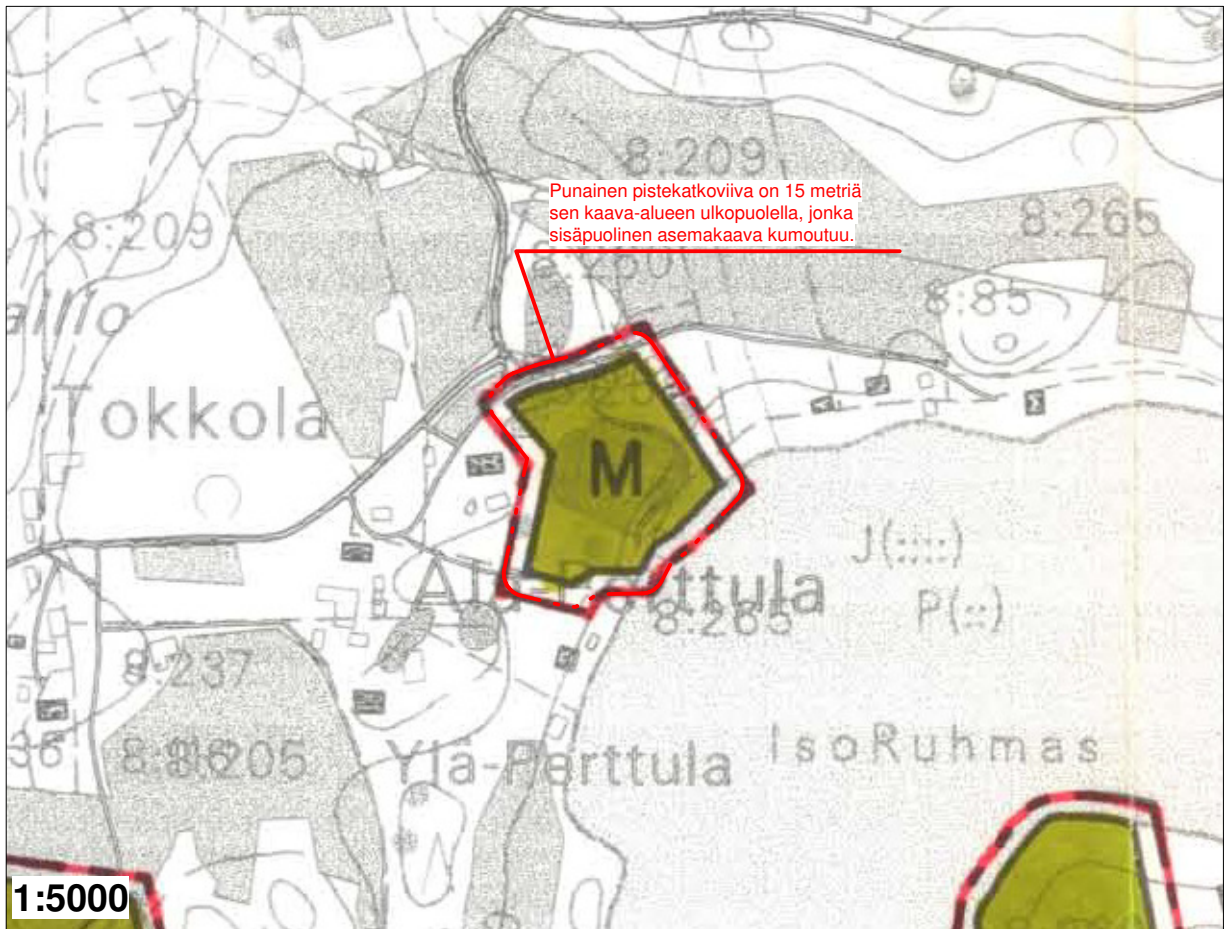 8:209
Punainen pistekatkoviiva on 15 metriä
sen kaava-alueen ulkopuolella, jonka
sisäpuolinen asemakaava kumoutuu.
8:209
8:265
8:85
Tokkola
M
J(::::)
P(::)
8:265
8:237
8:205
Ylä-Perttula
IsoRuhmas
1:5000